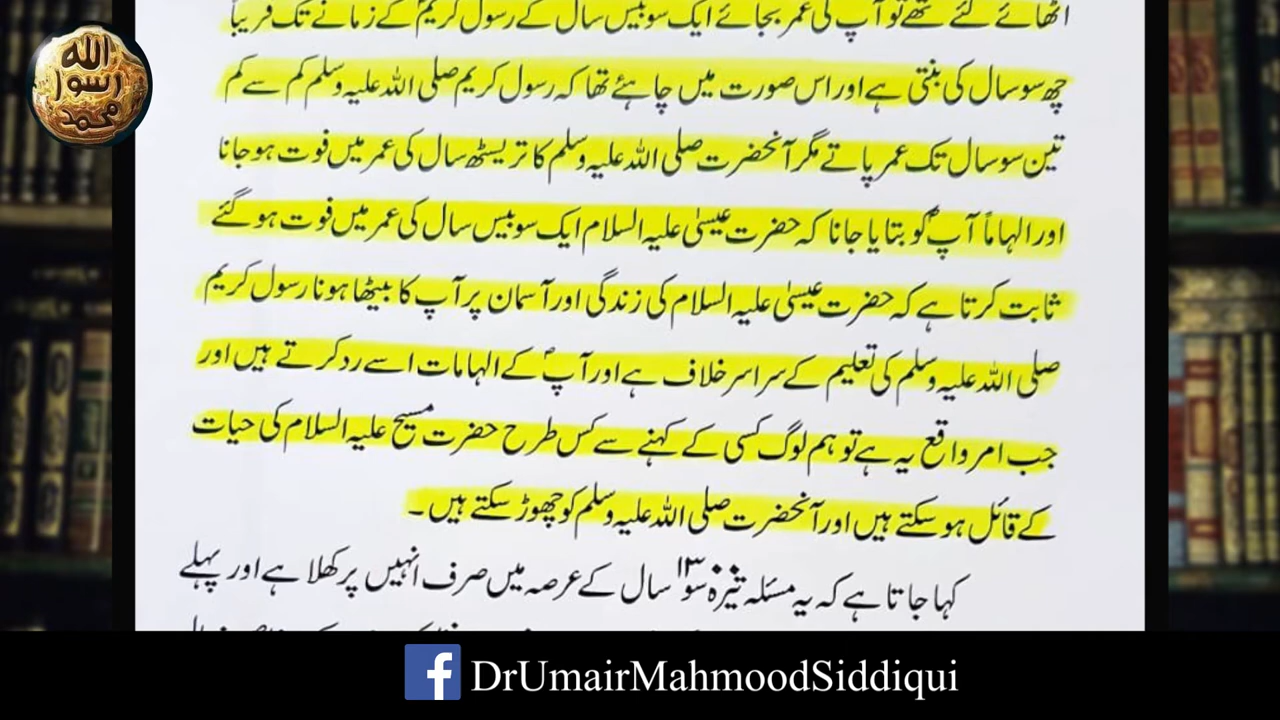 اٹھائے گئے تھے تو آپ کی عمر بجائے ایک سو بیس سال کے رسول کریمؐ کے زمانے تک قریباً
چھ سو سال کی بنتی ہے اور اس صورت میں چاہئے تھا کہ رسول کریم صلی اللہ علیہ وسلم کم سے کم
تین سو سال تک عمر پاتے مگر آنحضرت صلی اللہ علیہ وسلم کا تریسٹھ سال کی عمر میں فوت ہو جانا
اور الہاماً آپؐ کو بتایا جانا کہ حضرت عیسیٰ علیہ السلام ایک سو بیس سال کی عمر میں فوت ہو گئے
ثابت کرتا ہے کہ حضرت عیسیٰ علیہ السلام کی زندگی اور آسمان پر آپ کا بیٹھا ہونا رسول کریم
صلی اللہ علیہ وسلم کی تعلیم کے سراسر خلاف ہے اور آپؐ کے الہامات اسے رد کرتے ہیں اور
جب امر واقع یہ ہے تو ہم لوگ کسی کے کہنے سے کس طرح حضرت مسیح علیہ السلام کی حیات
کے قائل ہو سکتے ہیں اور آنحضرت صلی اللہ علیہ وسلم کو چھوڑ سکتے ہیں۔
کہا جاتا ہے کہ یہ مسئلہ تیرہ سو ۱۳۰۰ سال کے عرصہ میں صرف انہیں پر کھلا ہے اور پہلے
الله
رسول
محمد
f DrUmairMahmoodSiddiqui